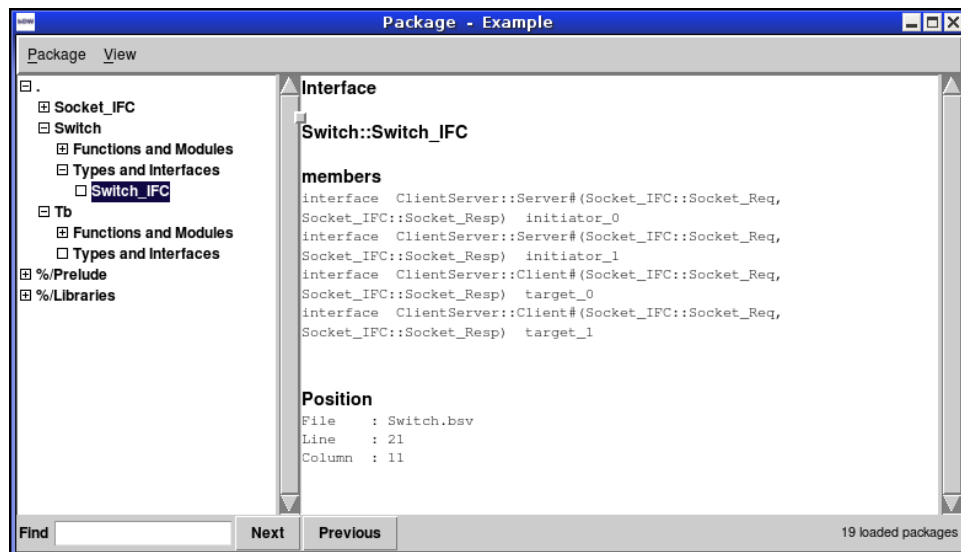 BDW
Package - Example
Package View
.
Socket_IFC
Switch
Functions and Modules
Types and Interfaces
Switch_IFC
Tb
Functions and Modules
Types and Interfaces
%/Prelude
%/Libraries
Interface
Switch::Switch_IFC
members
interface  ClientServer::Server#(Socket_IFC::Socket_Req,
Socket_IFC::Socket_Resp)  initiator_0
interface  ClientServer::Server#(Socket_IFC::Socket_Req,
Socket_IFC::Socket_Resp)  initiator_1
interface  ClientServer::Client#(Socket_IFC::Socket_Req,
Socket_IFC::Socket_Resp)  target_0
interface  ClientServer::Client#(Socket_IFC::Socket_Req,
Socket_IFC::Socket_Resp)  target_1
Position
File    : Switch.bsv
Line    : 21
Column  : 11
Find Next Previous 19 loaded packages